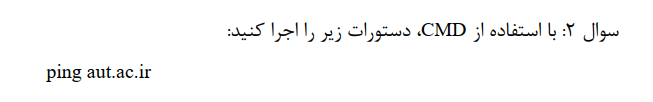 سوال ۲: با استفاده از CMD، دستورات زیر را اجرا کنید:
ping aut.ac.ir